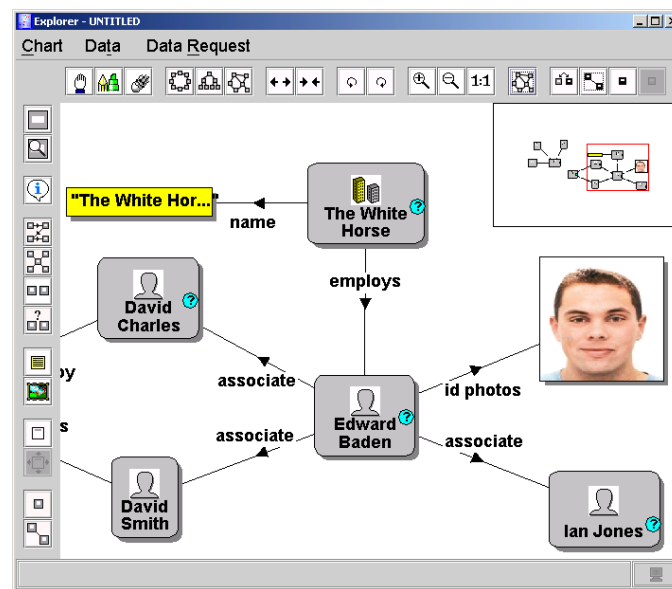 Explorer - UNTITLED
Chart Data Data Request
1:1
"The White Hor..."
name
The White
Horse
?
employs
David
Charles
?
?
by
associate
id photos
Edward
Baden
?
s
associate
associate
David
Smith
Ian Jones
?